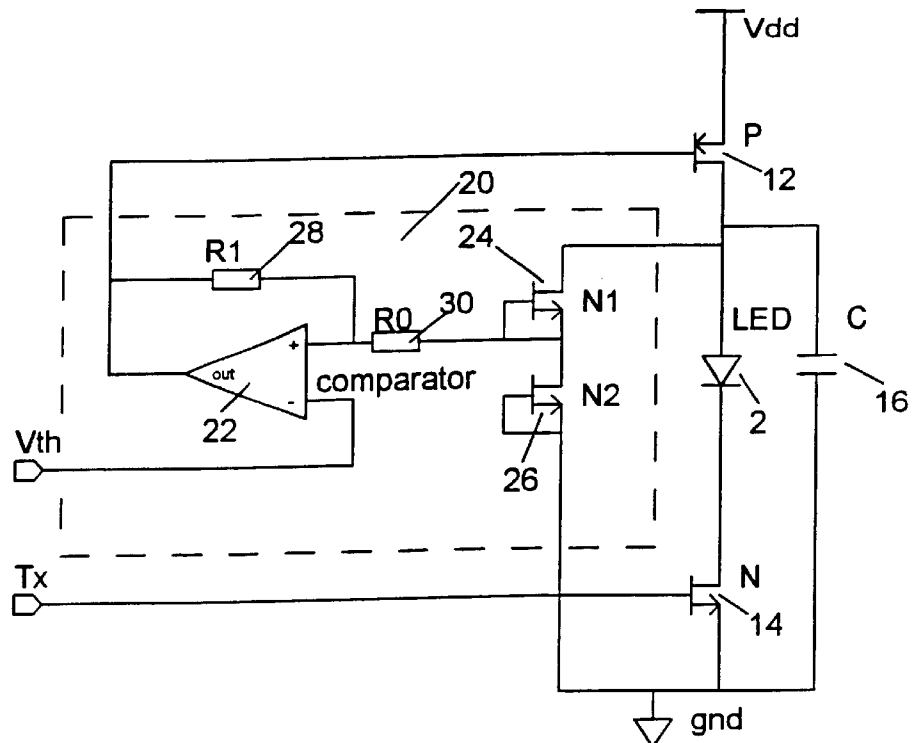 Vdd
P
12
20
R1
28
24
R0
30
N1
LED
C
+
out
-
comparator
22
N2
26
2
16
Vth
Tx
N
14
gnd